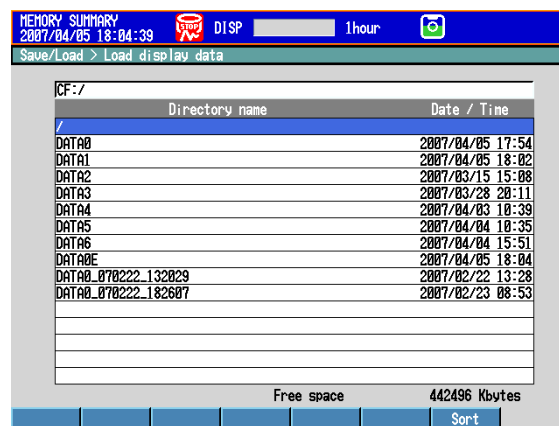 MEMORY SUMMARY
2007/04/05 18:04:39 STOP DISP 1hour
Save/Load > Load display data
CF:/
Directory name Date / Time
/
DATA0 2007/04/05 17:54
DATA1 2007/04/05 18:02
DATA2 2007/03/15 15:08
DATA3 2007/03/28 20:11
DATA4 2007/04/03 10:39
DATA5 2007/04/04 10:35
DATA6 2007/04/04 15:51
DATA0E 2007/04/05 18:04
DATA0_070222_132029 2007/02/22 13:28
DATA0_070222_182607 2007/02/23 08:53
Free space 442496 Kbytes
Sort